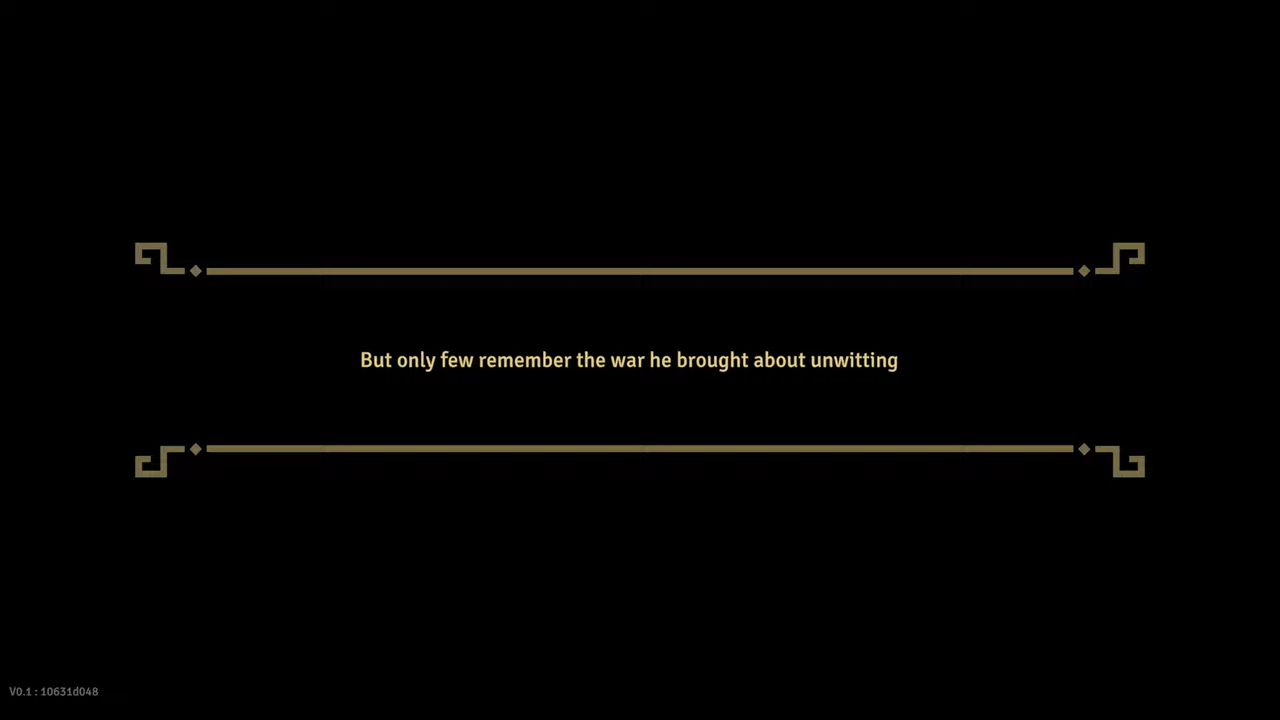 But only few remember the war he brought about unwitting
V0.1 : 10631d048